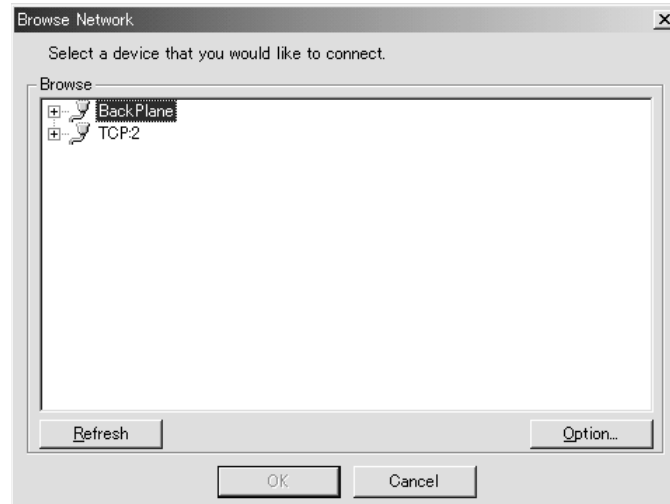 Browse Network
Select a device that you would like to connect.
Browse
BackPlane
TCP:2
Refresh
Option...
OK
Cancel